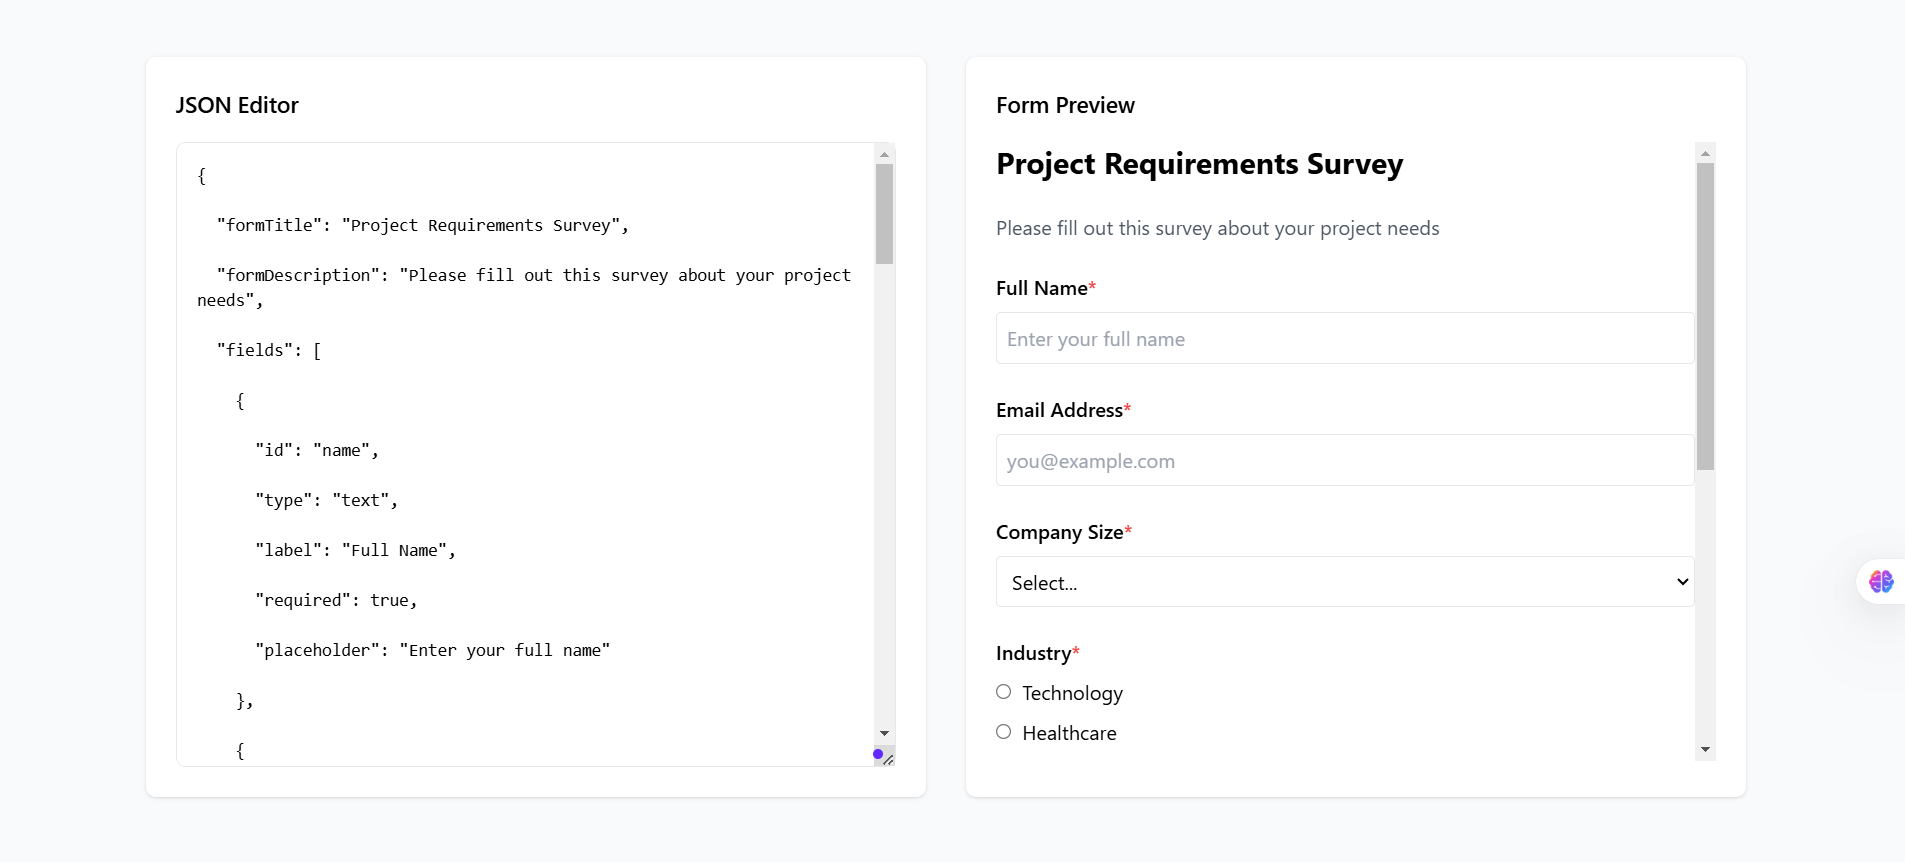 JSON Editor
{
"formTitle": "Project Requirements Survey",
"formDescription": "Please fill out this survey about your project
needs",
"fields": [
{
"id": "name",
"type": "text",
"label": "Full Name",
"required": true,
"placeholder": "Enter your full name"
},
{
Form Preview
Project Requirements Survey
Please fill out this survey about your project needs
Full Name*
Enter your full name
Email Address*
you@example.com
Company Size*
Select...
Industry*
Technology
Healthcare